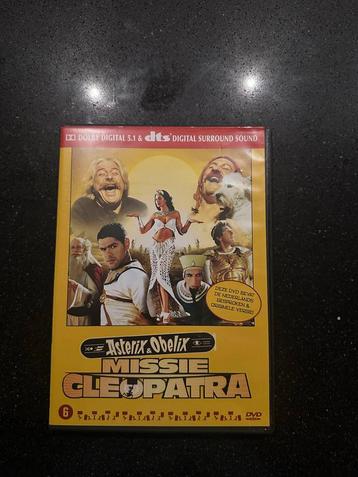 DOLBY DIGITAL 5.1 & dts DIGITAL SURROUND SOUND
DEZE DVD BEVAT
DE NEDERLANDS
GESPROKEN &
ORIGINELE VERSIE!
Asterix & Obelix
MISSIE
CLEOPATRA
6
DVD